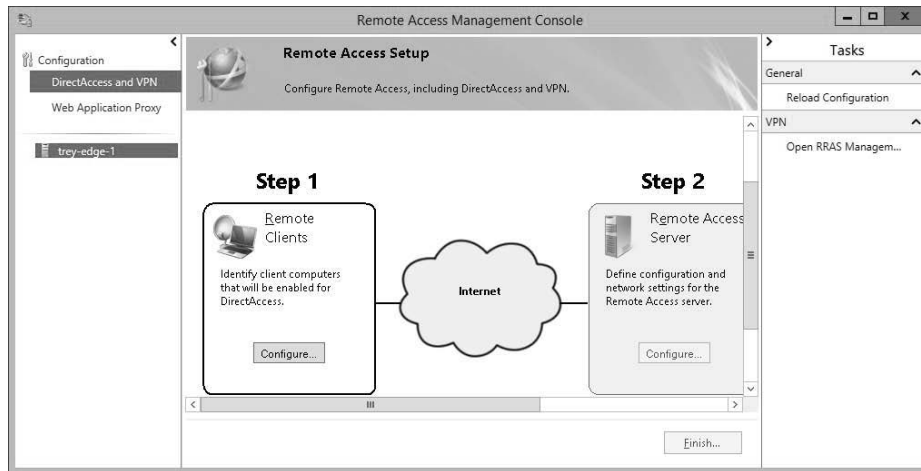 Remote Access Management Console
Configuration
DirectAccess and VPN
Web Application Proxy
trey-edge-1
Remote Access Setup
Configure Remote Access, including DirectAccess and VPN.
Step 1
Remote
Clients
Identify client computers
that will be enabled for
DirectAccess.
Configure...
Internet
Step 2
Remote Access
Server
Define configuration and
network settings for the
Remote Access server.
Configure...
Finish...
Tasks
General
Reload Configuration
VPN
Open RRAS Managem...